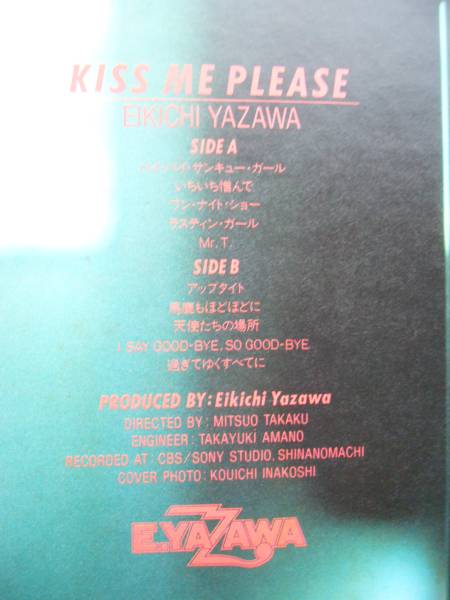 KISS ME PLEASE
EIKICHI YAZAWA
SIDE A
バイバイ・サンキュー・ガール
いちいち憎んで
ワン・ナイト・ショー
ラスティン・ガール
Mr. T.
SIDE B
アップタイト
馬鹿もほどほどに
天使たちの場所
I SAY GOOD-BYE, SO GOOD-BYE
過ぎてゆくすべてに
PRODUCED BY: Eikichi Yazawa
DIRECTED BY : MITSUO TAKAKU
ENGINEER : TAKAYUKI AMANO
RECORDED AT : CBS/SONY STUDIO, SHINANOMACHI
COVER PHOTO : KOUICHI INAKOSHI
E.YAZAWA